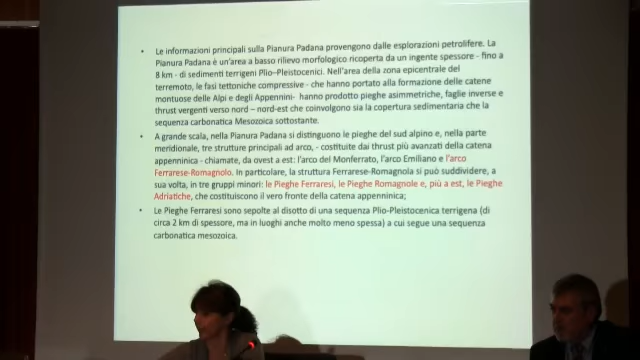 • Le informazioni principali sulla Pianura Padana provengono dalle esplorazioni petrolifere. La
Pianura Padana è un'area a basso rilievo morfologico ricoperta da un ingente spessore - fino a
8 km - di sedimenti terrigeni Plio-Pleistocenici. Nell'area della zona epicentrale del
terremoto, le fasi tettoniche compressive - che hanno portato alla formazione delle catene
montuose delle Alpi e degli Appennini- hanno prodotto pieghe asimmetriche, faglie inverse e
thrust vergenti verso nord – nord-est che coinvolgono sia la copertura sedimentaria che la
sequenza carbonatica Mesozoica sottostante.
• A grande scala, nella Pianura Padana si distinguono le pieghe del sud alpino e, nella parte
meridionale, tre strutture principali ad arco, - costituite dai thrust più avanzati della catena
appenninica - chiamate, da ovest a est: l'arco del Monferrato, l'arco Emiliano e l'arco
Ferrarese-Romagnolo. In particolare, la struttura Ferrarese-Romagnola si può suddividere, a
sua volta, in tre gruppi minori: le Pieghe Ferraresi, le Pieghe Romagnole e, più a est, le Pieghe
Adriatiche, che costituiscono il vero fronte della catena appenninica;
• Le Pieghe Ferraresi sono sepolte al disotto di una sequenza Plio-Pleistocenica terrigena (di
circa 2 km di spessore, ma in luoghi anche molto meno spessa) a cui segue una sequenza
carbonatica mesozoica.